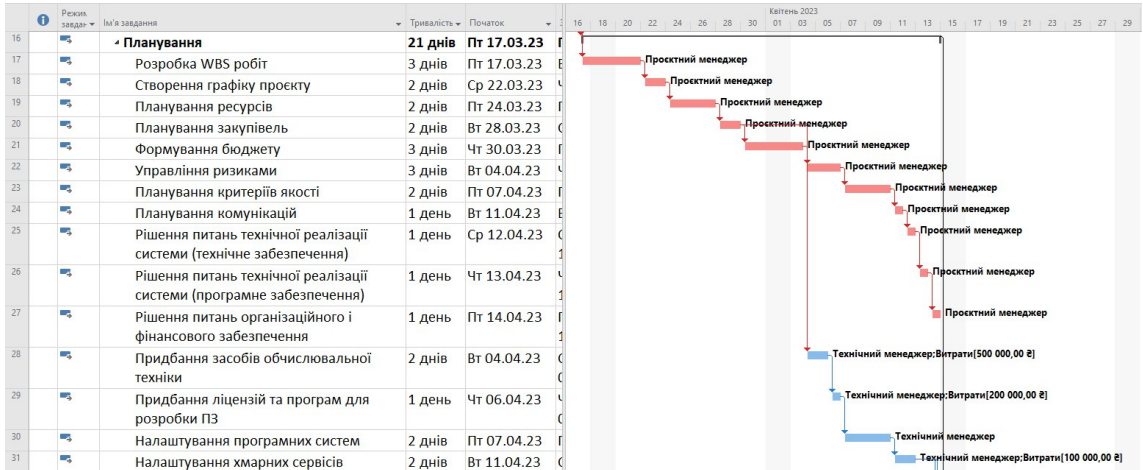 Режим
завдан
Ім'я завдання
Тривалість
Початок
Квітень 2023
16 18 20 22 24 26 28 30 01 03 05 07 09 11 13 15 17 19 21 23 25 27 29
16 Планування 21 днів Пт 17.03.23
17 Розробка WBS робіт 3 днів Пт 17.03.23 Проєктний менеджер
18 Створення графіку проєкту 2 днів Ср 22.03.23 Проєктний менеджер
19 Планування ресурсів 2 днів Пт 24.03.23 Проєктний менеджер
20 Планування закупівель 2 днів Вт 28.03.23 Проєктний менеджер
21 Формування бюджету 3 днів Чт 30.03.23 Проєктний менеджер
22 Управління ризиками 3 днів Вт 04.04.23 Проєктний менеджер
23 Планування критеріїв якості 2 днів Пт 07.04.23 Проєктний менеджер
24 Планування комунікацій 1 день Вт 11.04.23 Проєктний менеджер
25 Рішення питань технічної реалізації 1 день Ср 12.04.23 Проєктний менеджер
системи (технічне забезпечення)
26 Рішення питань технічної реалізації 1 день Чт 13.04.23 Проєктний менеджер
системи (програмне забезпечення)
27 Рішення питань організаційного і 1 день Пт 14.04.23 Проєктний менеджер
фінансового забезпечення
28 Придбання засобів обчислювальної 2 днів Вт 04.04.23 Технічний менеджер;Витрати[500 000,00 ₴]
техніки
29 Придбання ліцензій та програм для 1 день Чт 06.04.23 Технічний менеджер;Витрати[200 000,00 ₴]
розробки ПЗ
30 Налаштування програмних систем 2 днів Пт 07.04.23 Технічний менеджер
31 Налаштування хмарних сервісів 2 днів Вт 11.04.23 Технічний менеджер;Витрати[100 000,00 ₴]